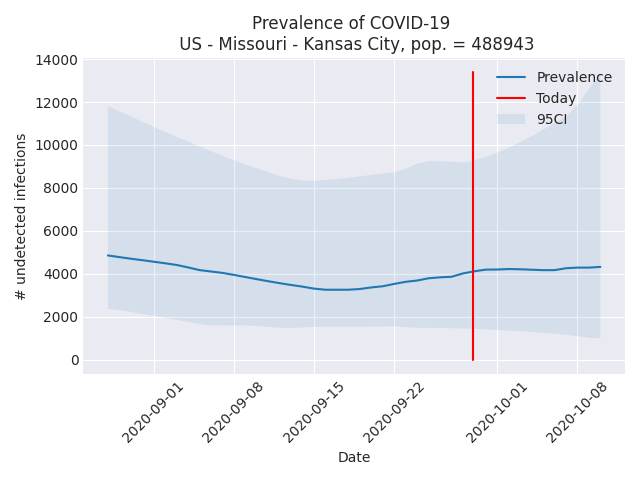 Prevalence of COVID-19
US - Missouri - Kansas City, pop. = 488943
14000
12000
10000
8000
6000
4000
2000
0
# undetected infections
Prevalence
Today
95CI
2020-09-01
2020-09-08
2020-09-15
2020-09-22
2020-10-01
2020-10-08
Date